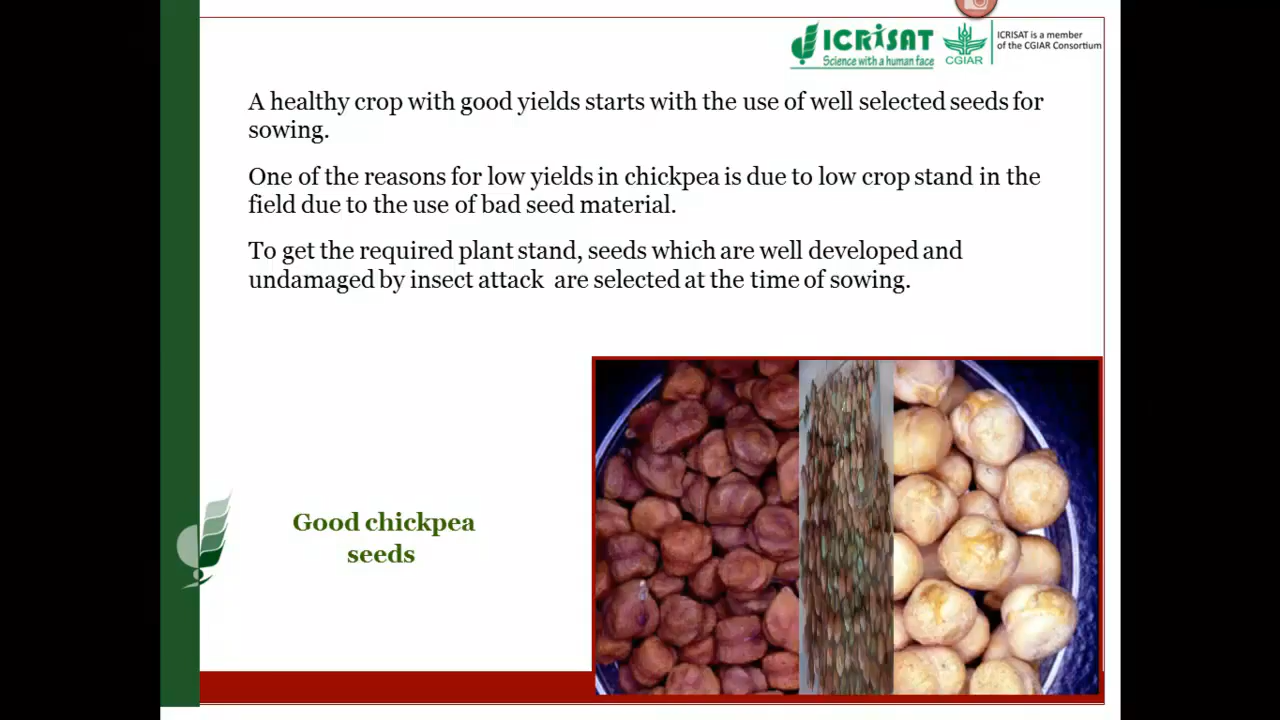 ICRISAT
Science with a human face
CGIAR
ICRISAT is a member
of the CGIAR Consortium
A healthy crop with good yields starts with the use of well selected seeds for
sowing.
One of the reasons for low yields in chickpea is due to low crop stand in the
field due to the use of bad seed material.
To get the required plant stand, seeds which are well developed and
undamaged by insect attack are selected at the time of sowing.
Good chickpea
seeds